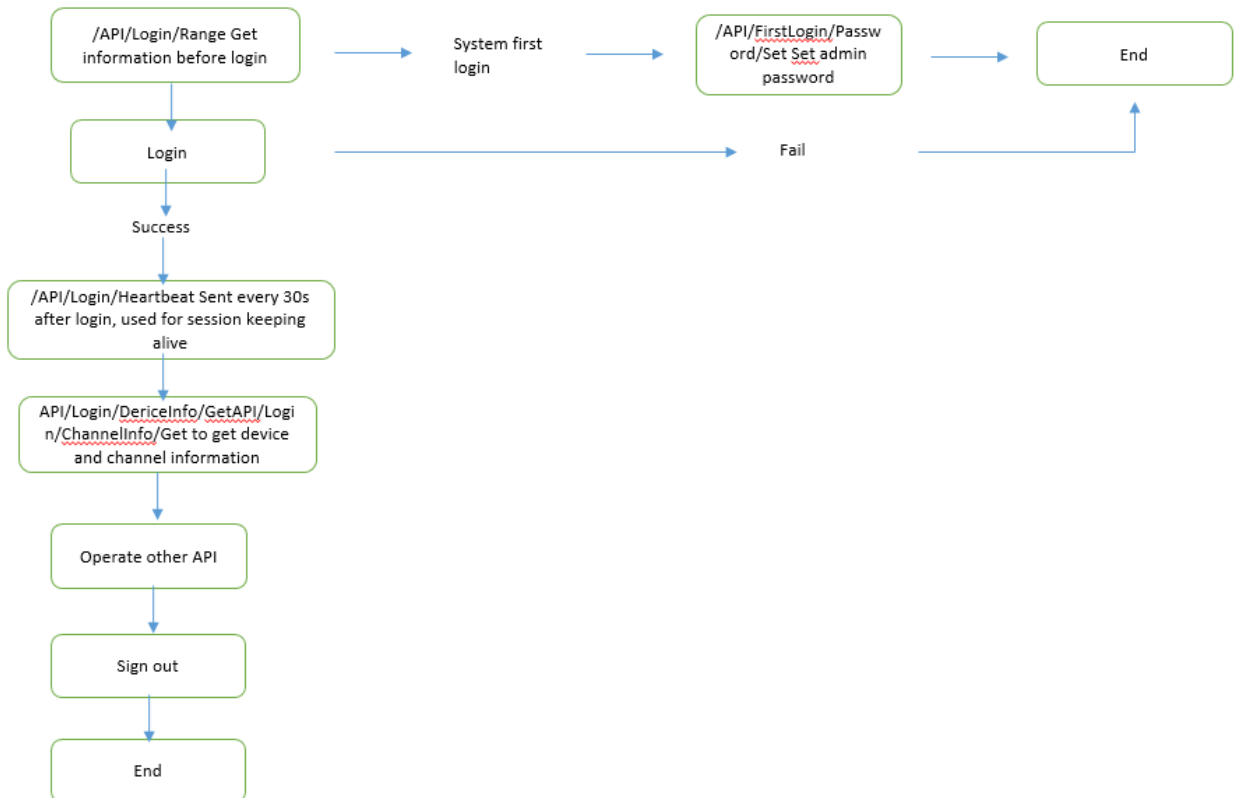 /API/Login/Range Get
information before login
System first
login
/API/FirstLogin/Passw
ord/Set Set admin
password
End
Login
Fail
Success
/API/Login/Heartbeat Sent every 30s
after login, used for session keeping
alive
API/Login/DericeInfo/GetAPI/Logi
n/ChannelInfo/Get to get device
and channel information
Operate other API
Sign out
End